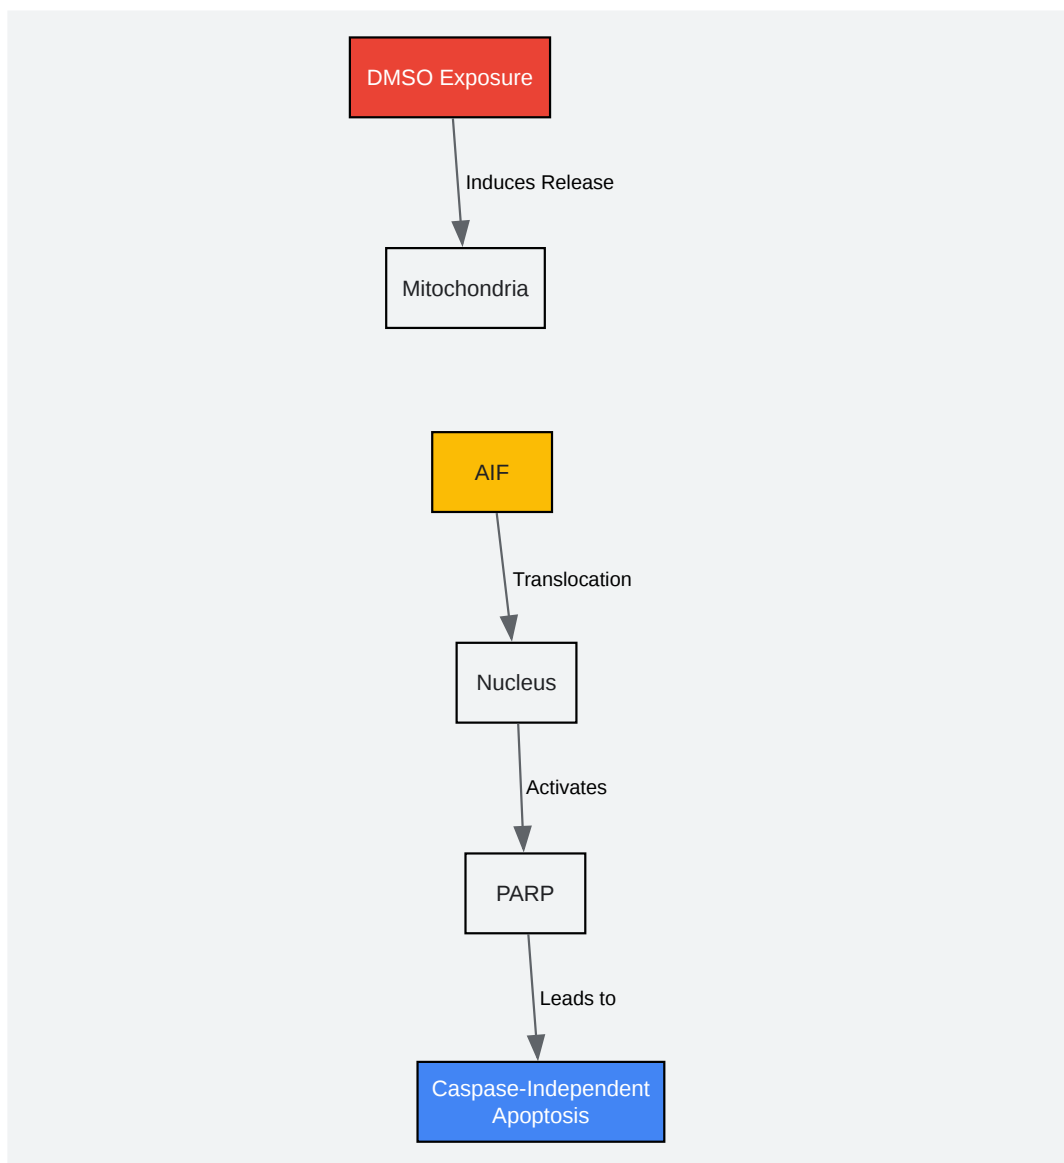 DMSO Exposure
Induces Release
Mitochondria
AIF
Translocation
Nucleus
Activates
PARP
Leads to
Caspase-Independent
Apoptosis